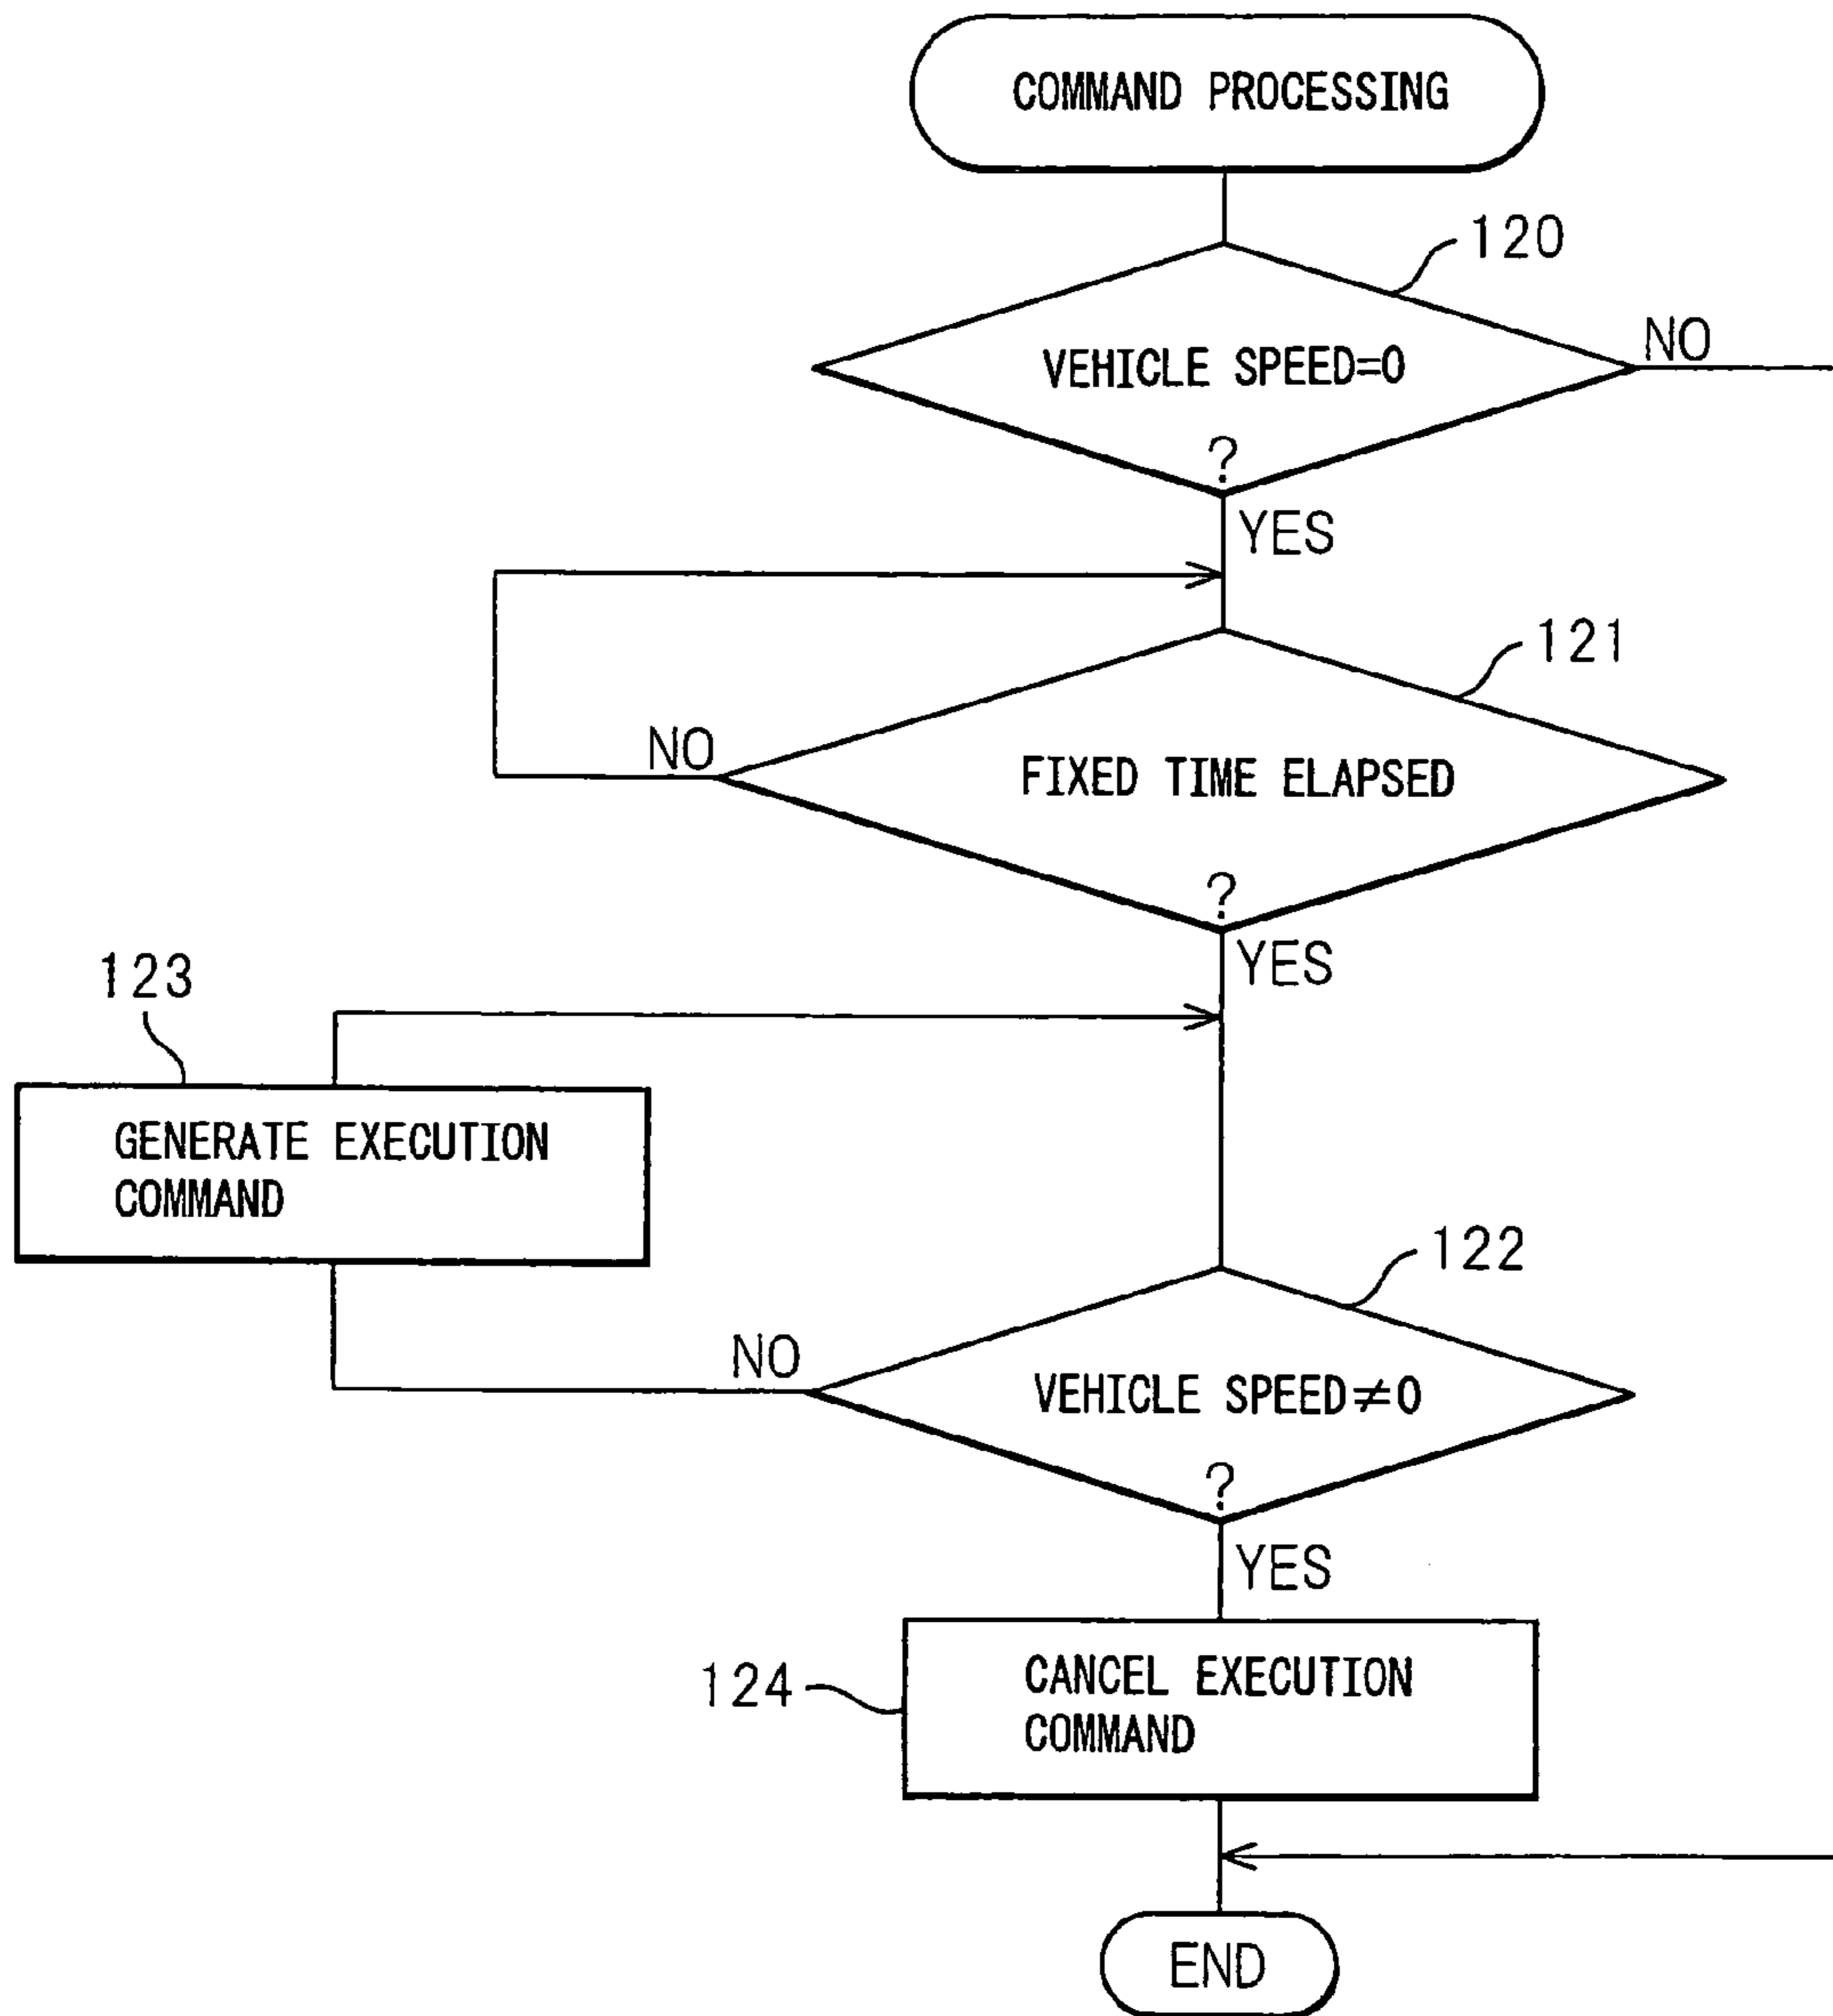 COMMAND PROCESSING
120
VEHICLE SPEED=0
?
NO
YES
121
FIXED TIME ELAPSED
?
NO
YES
123
GENERATE EXECUTION
COMMAND
122
VEHICLE SPEED≠0
?
NO
YES
124
CANCEL EXECUTION
COMMAND
END